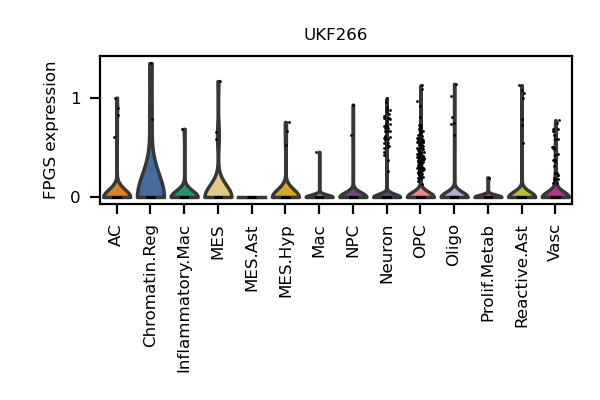 UKF266
FPGS expression
1
0
AC
Chromatin.Reg
Inflammatory.Mac
MES
MES.Ast
MES.Hyp
Mac
NPC
Neuron
OPC
Oligo
Prolif.Metab
Reactive.Ast
Vasc